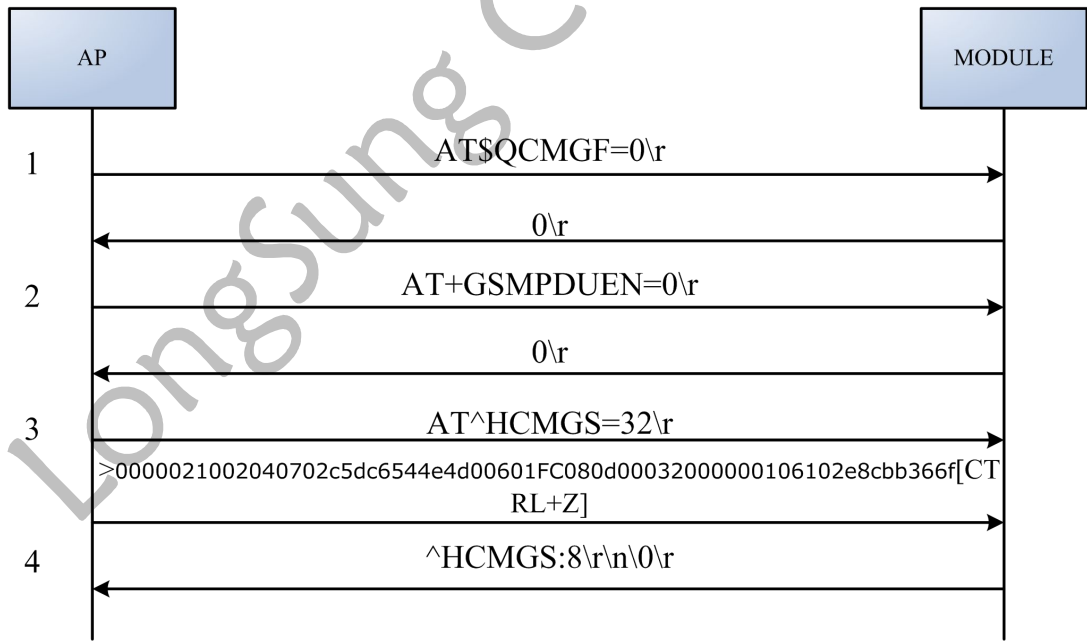 AP
MODULE
1
AT$QCMGF=0\r
0\r
2
AT+GSMPDUEN=0\r
0\r
3
AT^HCMGS=32\r
>0000021002040702c5dc6544e4d00601FC080d00032000000106102e8cbb366f[CT
RL+Z]
4
^HCMGS:8\r\n\0\r
LongSung C